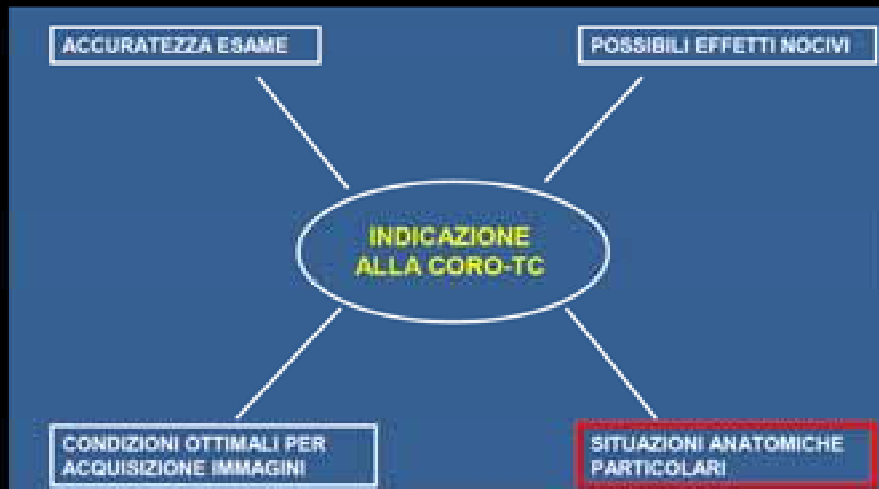 ACCURATEZZA ESAME
POSSIBILI EFFETTI NOCIVI
INDICAZIONE
ALLA CORO-TC
CONDIZIONI OTTIMALI PER
ACQUISIZIONE IMMAGINI
SITUAZIONI ANATOMICHE
PARTICOLARI